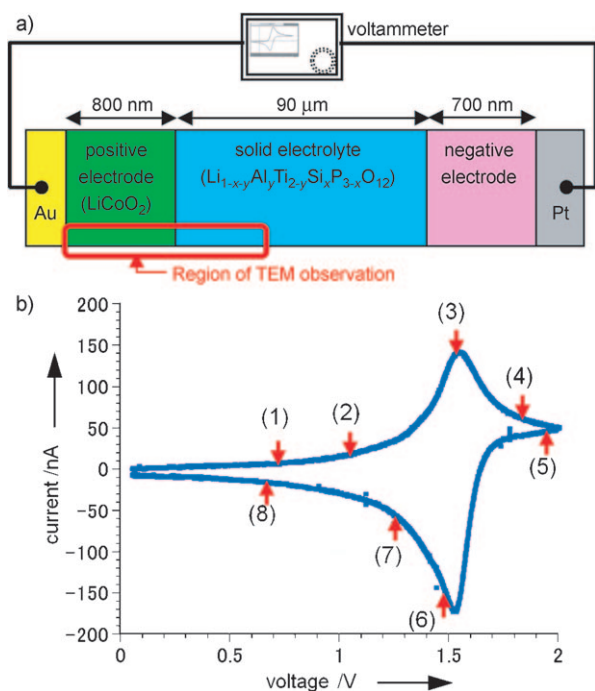 a)
voltammeter
800 nm
90 μm
700 nm
positive
electrode
(LiCoO₂)
solid electrolyte
(Li₁₋ₓ₋yAlyTi₂₋ySiₓP₃₋ₓO₁₂)
negative
electrode
Au
Pt
Region of TEM observation
b)
200
150
100
50
0
−50
−100
−150
−200
current /nA
(1)
(2)
(3)
(4)
(5)
(6)
(7)
(8)
0
0.5
1
1.5
2
voltage /V